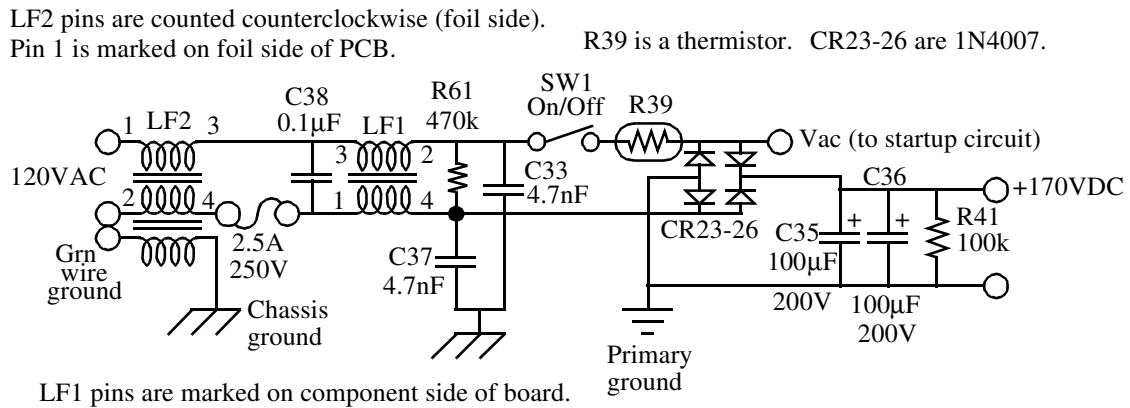 LF2 pins are counted counterclockwise (foil side).
Pin 1 is marked on foil side of PCB.
R39 is a thermistor. CR23-26 are 1N4007.
SW1
On/Off
R39
R61
470k
C38
0.1µF
LF1
LF2
1
3
3
2
Vac (to startup circuit)
120VAC
C33
4.7nF
C36
+170VDC
2
4
1
4
2.5A
250V
CR23-26
C35
100µF
200V
+
+
R41
100k
Grn
wire
ground
C37
4.7nF
100µF
200V
Chassis
ground
Primary
ground
LF1 pins are marked on component side of board.